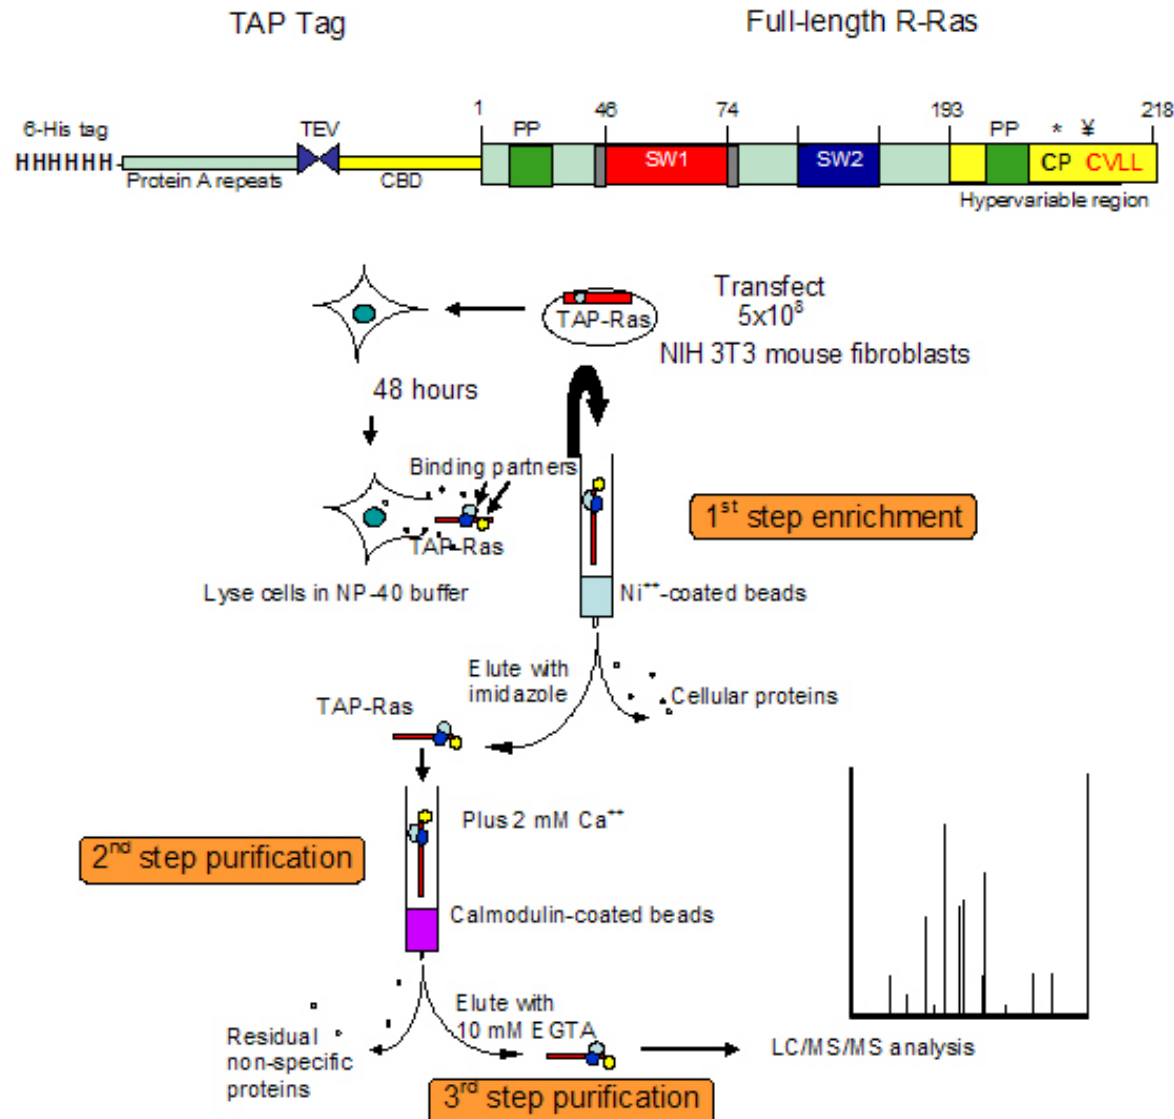 TAP Tag
Full-length R-Ras
1
46
74
193
218
6-His tag
TEV
PP
PP
*
¥
HHHHHH
SW1
SW2
CP
CVLL
Protein A repeats
CBD
Hypervariable region
TAP-Ras
Transfect
5x10⁸
NIH 3T3 mouse fibroblasts
48 hours
Binding partners
TAP-Ras
1st step enrichment
Lyse cells in NP-40 buffer
Ni⁺⁺-coated beads
Elute with
imidazole
Cellular proteins
TAP-Ras
Plus 2 mM Ca⁺⁺
2nd step purification
Calmodulin-coated beads
Elute with
10 mM EGTA
Residual
non-specific
proteins
LC/MS/MS analysis
3rd step purification